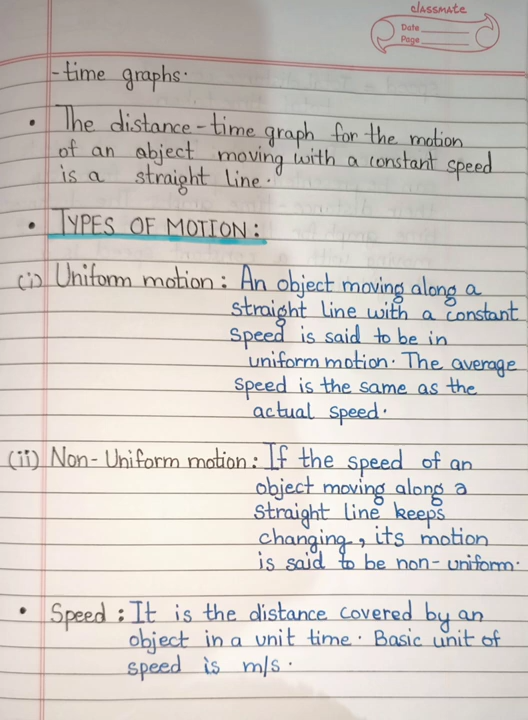 classmate
Date
Page
-time graphs.
• The distance-time graph for the motion
of an object moving with a constant speed
is a straight line.
• TYPES OF MOTION:
(i) Uniform motion: An object moving along a
straight line with a constant
speed is said to be in
uniform motion. The average
speed is the same as the
actual speed.
(ii) Non-Uniform motion: If the speed of an
object moving along a
straight line keeps
changing, its motion
is said to be non-uniform.
• Speed: It is the distance covered by an
object in a unit time. Basic unit of
speed is m/s.